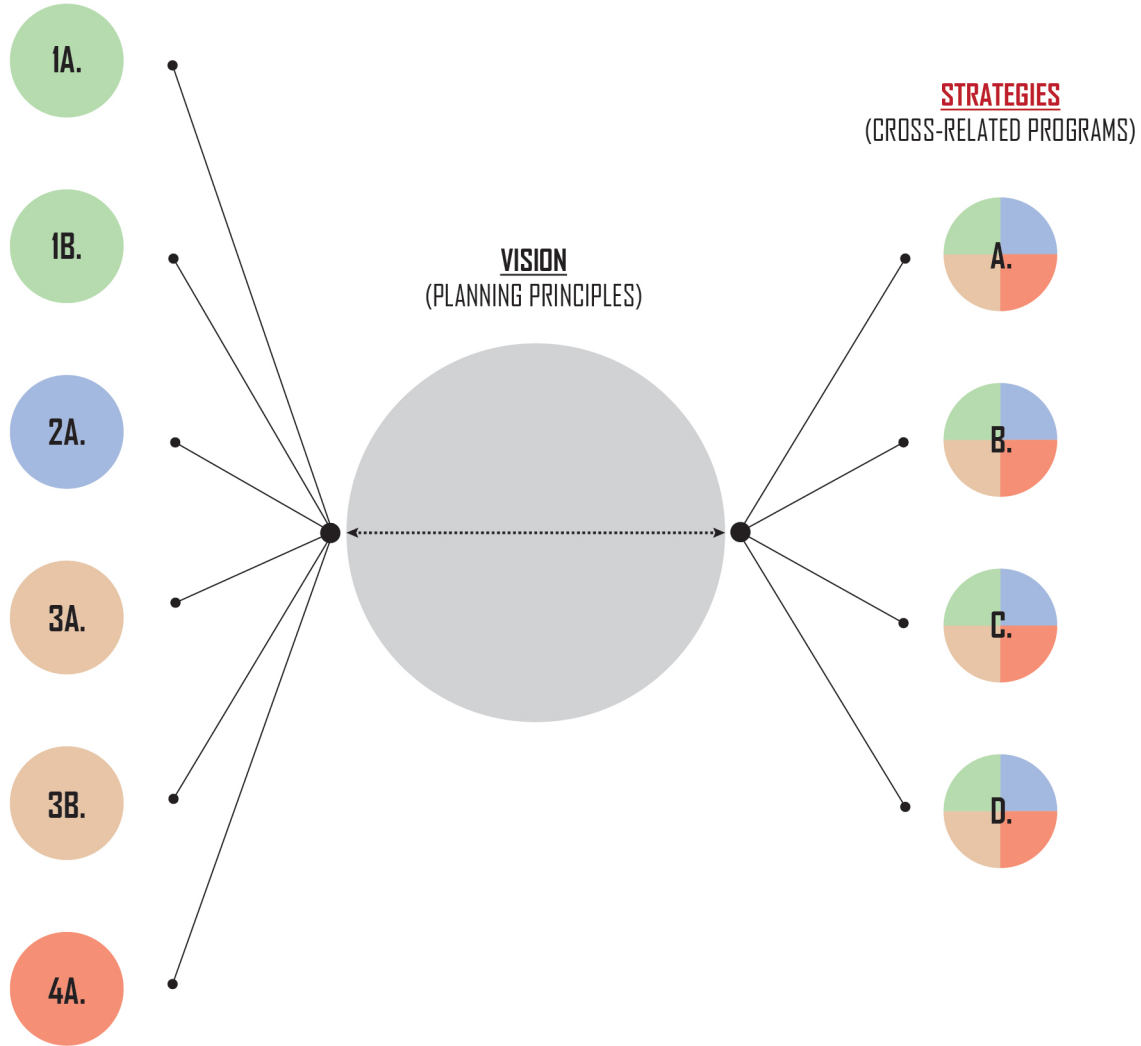 1A.
1B.
2A.
3A.
3B.
4A.
VISION
(PLANNING PRINCIPLES)
STRATEGIES
(CROSS-RELATED PROGRAMS)
A.
B.
C.
D.